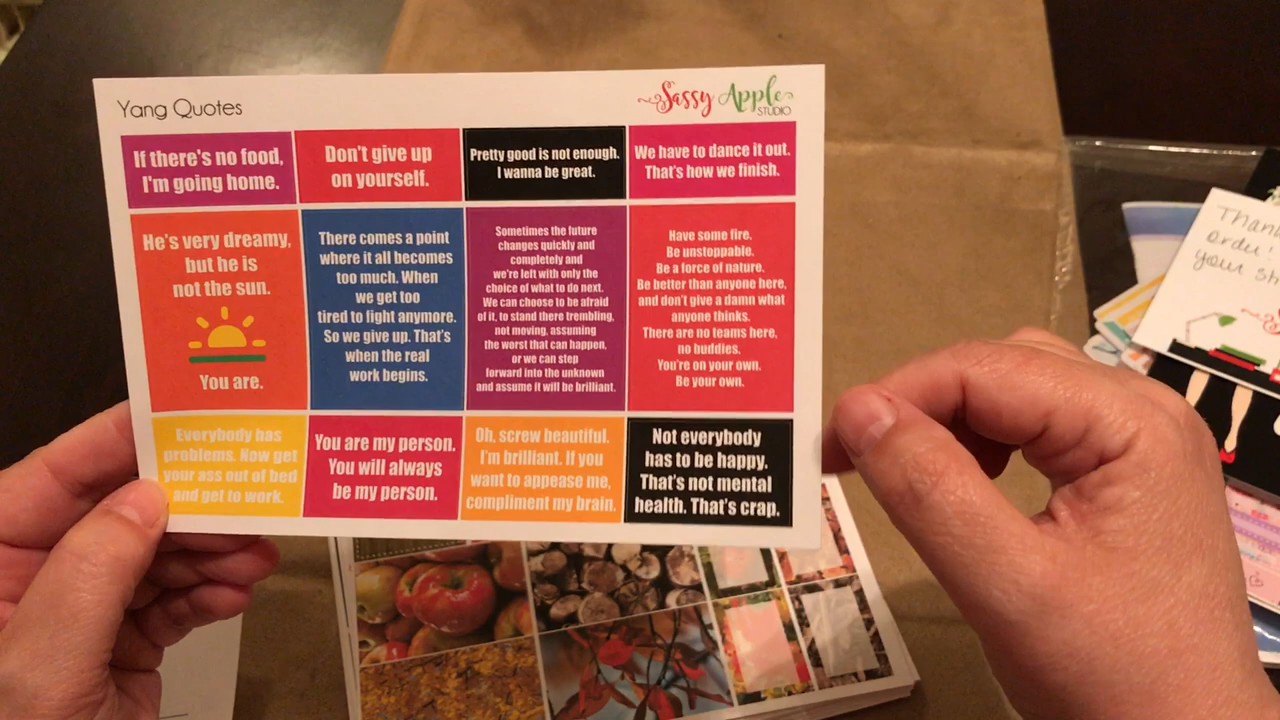 Yang Quotes
Sassy Apple
STUDIO
If there's no food,
I'm going home.
Don't give up
on yourself.
Pretty good is not enough.
I wanna be great.
We have to dance it out.
That's how we finish.
He's very dreamy,
but he is
not the sun.
You are.
There comes a point
where it all becomes
too much. When
we get too
tired to fight anymore.
So we give up. That's
when the real
work begins.
Sometimes the future
changes quickly and
completely and
we're left with only the
choice of what to do next.
We can choose to be afraid
of it, to stand there trembling,
not moving, assuming
the worst that can happen,
or we can step
forward into the unknown
and assume it will be brilliant.
Have some fire.
Be unstoppable.
Be a force of nature.
Be better than anyone here,
and don't give a damn what
anyone thinks.
There are no teams here,
no buddies.
You're on your own.
Be your own.
Everybody has
problems. Now get
your ass out of bed
and get to work.
You are my person.
You will always
be my person.
Oh, screw beautiful.
I'm brilliant. If you
want to appease me,
compliment my brain.
Not everybody
has to be happy.
That's not mental
health. That's crap.
your